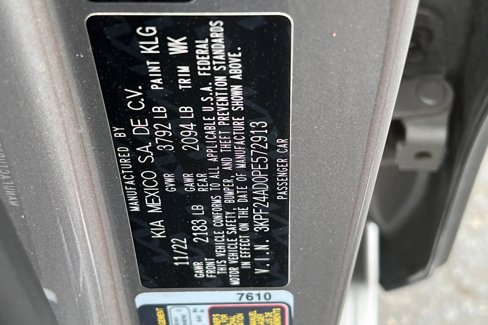 MANUFACTURED BY
KIA MEXICO S.A. DE C.V.
11/22 GVWR 3792 LB PAINT KLG
GAWR FRONT 2183 LB GAWR REAR 2094 LB TRIM WK
THIS VEHICLE CONFORMS TO ALL APPLICABLE U.S.A. FEDERAL
MOTOR VEHICLE SAFETY, BUMPER, AND THEFT PREVENTION STANDARDS
IN EFFECT ON THE DATE OF MANUFACTURE SHOWN ABOVE.
V.I.N. 3KPF24AD0PE572913
PASSENGER CAR
7610